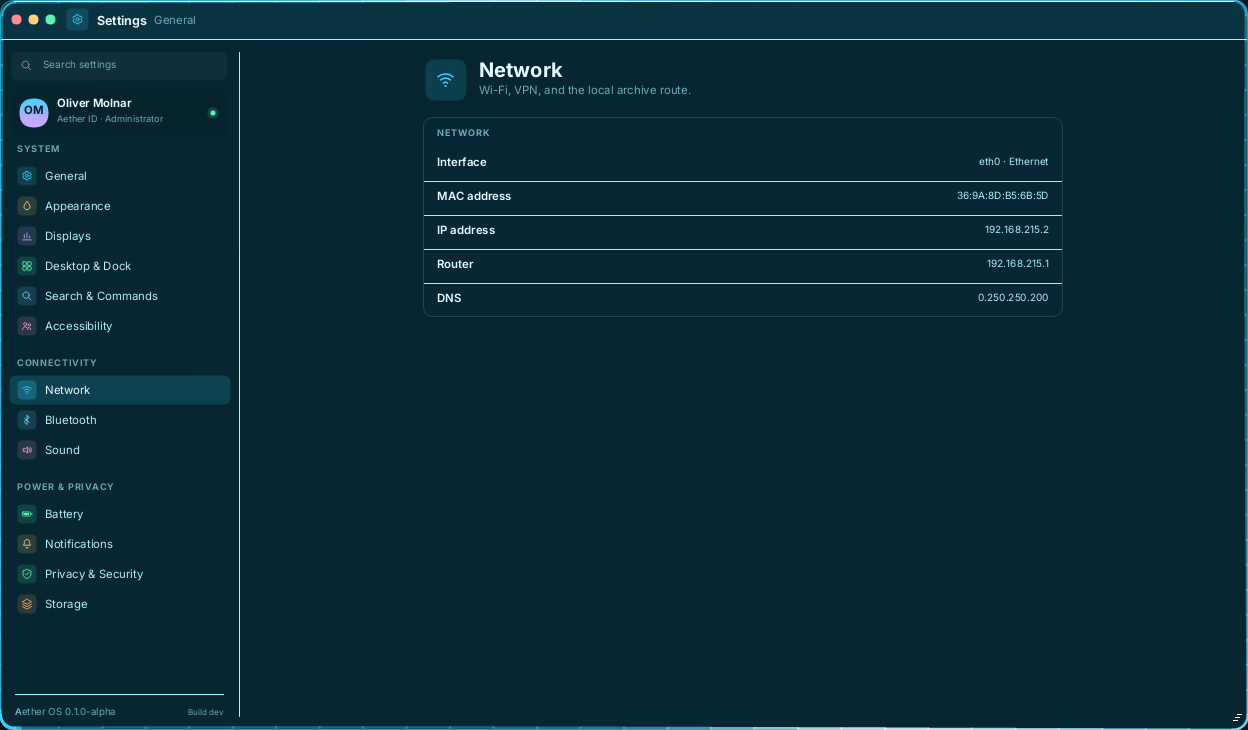 Settings General
Search settings
OM
Oliver Molnar
Aether ID · Administrator
SYSTEM
General
Appearance
Displays
Desktop & Dock
Search & Commands
Accessibility
CONNECTIVITY
Network
Bluetooth
Sound
POWER & PRIVACY
Battery
Notifications
Privacy & Security
Storage
Aether OS 0.1.0-alpha Build dev
Network
Wi-Fi, VPN, and the local archive route.
NETWORK
Interface eth0 · Ethernet
MAC address 36:9A:8D:B5:6B:5D
IP address 192.168.215.2
Router 192.168.215.1
DNS 0.250.250.200